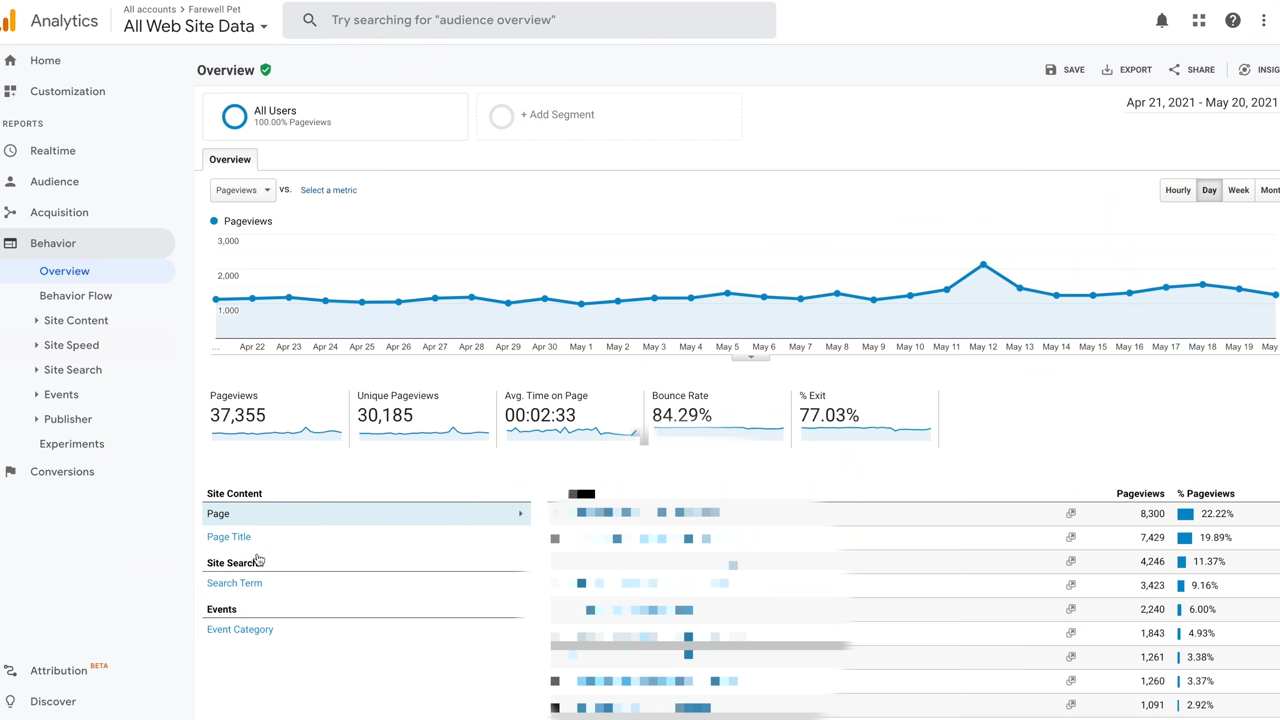 Analytics
All accounts > Farewell Pet
All Web Site Data
Try searching for "audience overview"
Home
Customization
REPORTS
Realtime
Audience
Acquisition
Behavior
Overview
Behavior Flow
Site Content
Site Speed
Site Search
Events
Publisher
Experiments
Conversions
Attribution BETA
Discover
Overview
SAVE
EXPORT
SHARE
INSIG
All Users
100.00% Pageviews
+ Add Segment
Apr 21, 2021 - May 20, 2021
Overview
Pageviews
vs.
Select a metric
Hourly
Day
Week
Mont
Pageviews
3,000
2,000
1,000
... Apr 22 Apr 23 Apr 24 Apr 25 Apr 26 Apr 27 Apr 28 Apr 29 Apr 30 May 1 May 2 May 3 May 4 May 5 May 6 May 7 May 8 May 9 May 10 May 11 May 12 May 13 May 14 May 15 May 16 May 17 May 18 May 19 May
Pageviews
37,355
Unique Pageviews
30,185
Avg. Time on Page
00:02:33
Bounce Rate
84.29%
% Exit
77.03%
Site Content
Page
Page Title
Site Search
Search Term
Events
Event Category
Pageviews % Pageviews
8,300 22.22%
7,429 19.89%
4,246 11.37%
3,423 9.16%
2,240 6.00%
1,843 4.93%
1,261 3.38%
1,260 3.37%
1,091 2.92%